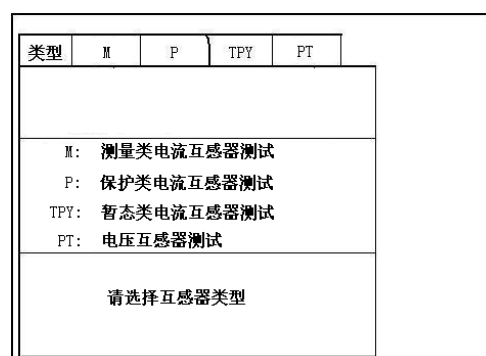 类型 M P TPY PT
M: 测量类电流互感器测试
P: 保护类电流互感器测试
TPY: 暂态类电流互感器测试
PT: 电压互感器测试
请选择互感器类型